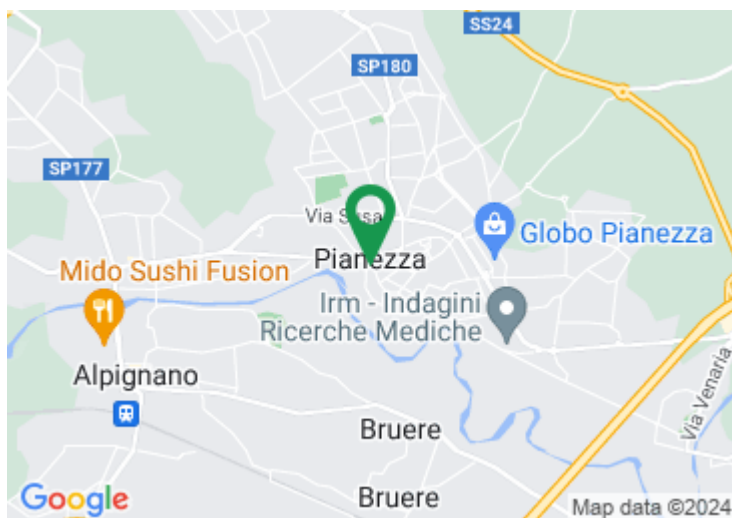 SS24
SP180
SP177
Via Susa
Globo Pianezza
Pianezza
Mido Sushi Fusion
Irm - Indagini
Ricerche Mediche
Alpignano
Via Venaria
Bruere
Bruere
Google
Map data ©2024